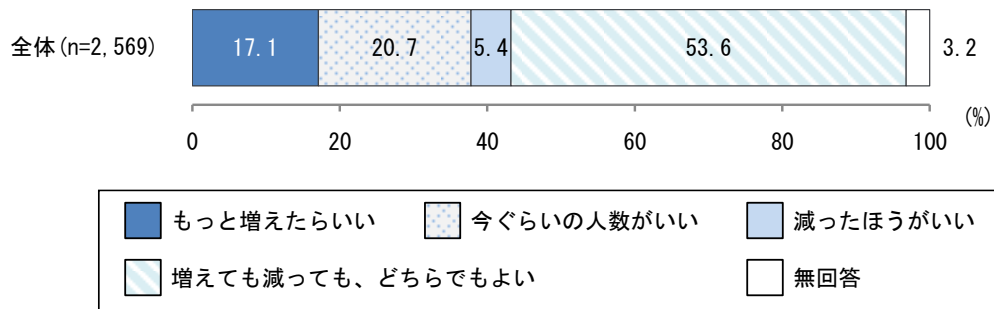 全体(n=2,569) 17.1 20.7 5.4 53.6 3.2
(%)
0 20 40 60 80 100
もっと増えたらいい 今ぐらいの人数がいい 減ったほうがいい
増えても減っても、どちらでもよい 無回答